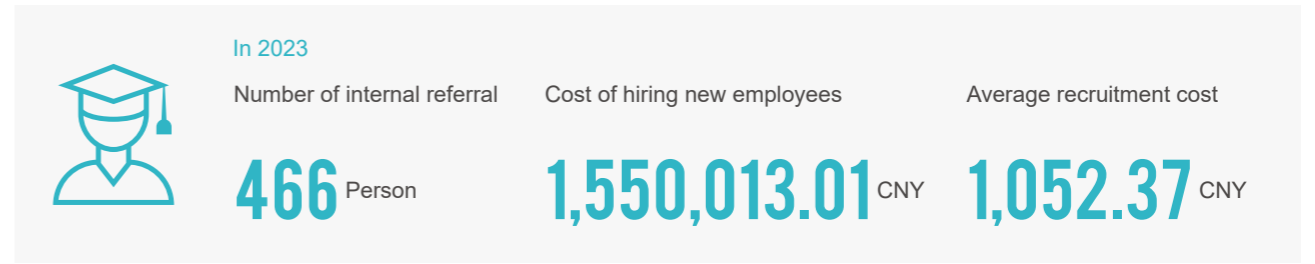 In 2023
Number of internal referral
466 Person
Cost of hiring new employees
1,550,013.01 CNY
Average recruitment cost
1,052.37 CNY